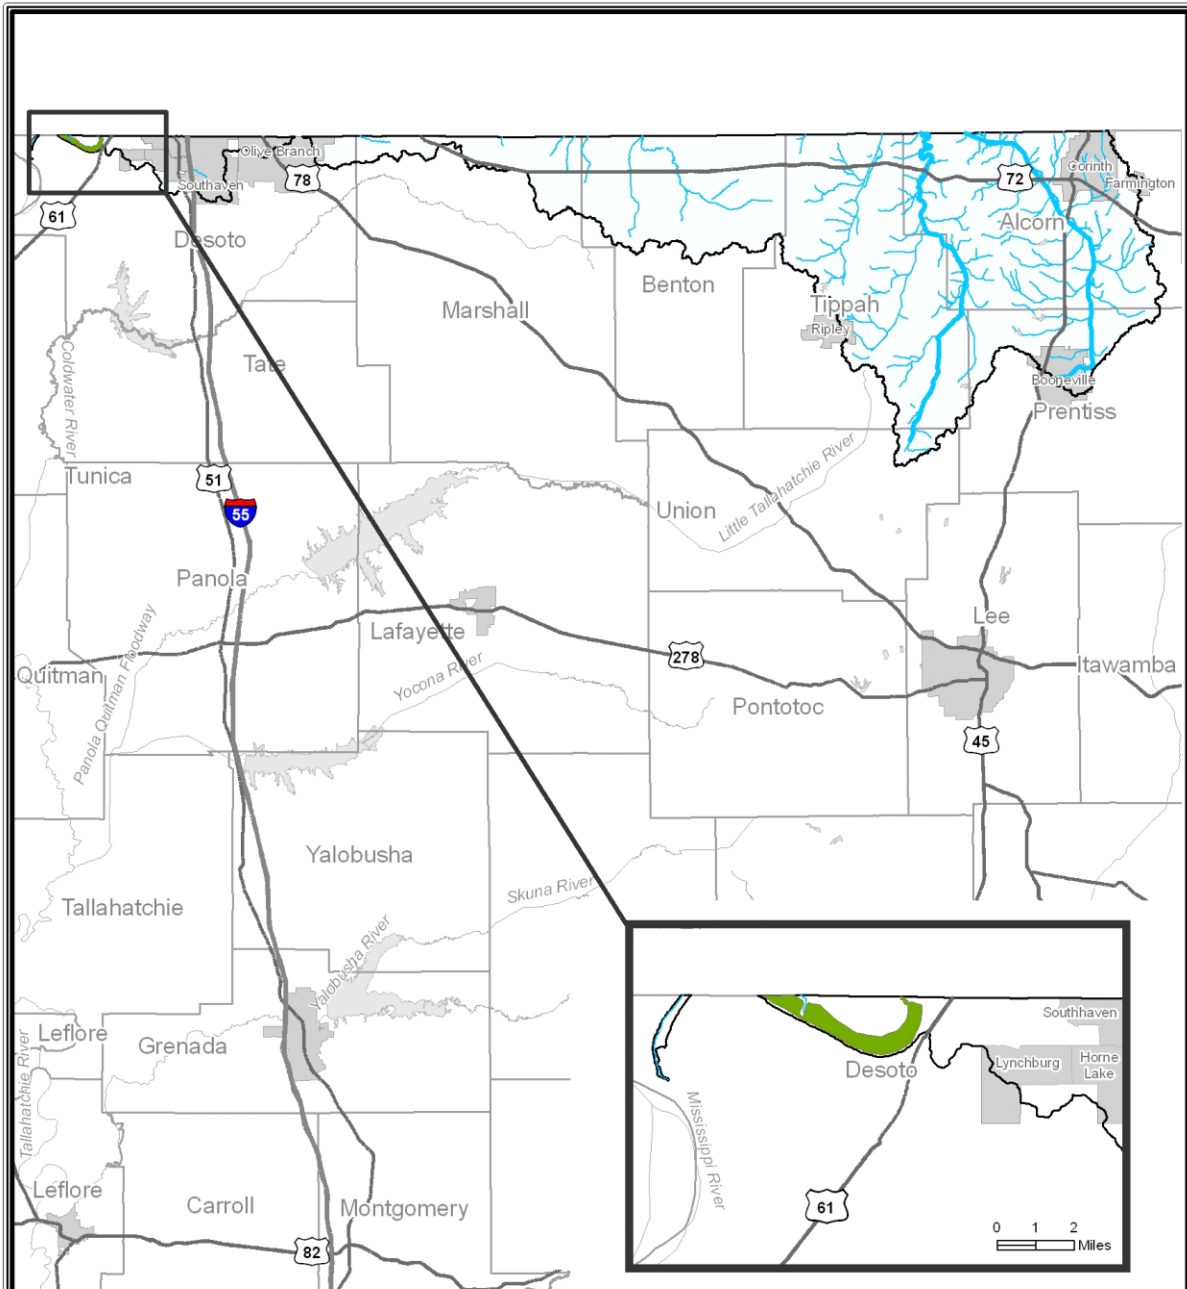 Olive Branch
Southaven
78
72
Corinth
Farmington
61
Desoto
Alcorn
Benton
Marshall
Tippah
Ripley
Coldwater River
Tate
Booneville
Prentiss
Tunica
51
55
Union
Little Tallahatchie River
Panola
Panola Quitman Floodway
Lafayette
Lee
278
Quitman
Yocona River
Itawamba
Pontotoc
45
Yalobusha
Skuna River
Tallahatchie
Yalobusha River
Leflore
Grenada
Tallahatchie River
Southhaven
Lynchburg
Horne
Lake
Desoto
Mississippi River
61
0 1 2
Miles
Leflore
Carroll
Montgomery
82